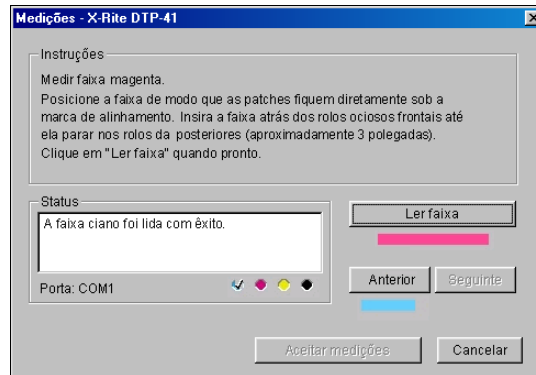 Medições - X-Rite DTP-41
Instruções
Medir faixa magenta.
Posicione a faixa de modo que as patches fiquem diretamente sob a
marca de alinhamento. Insira a faixa atrás dos rolos ociosos frontais até
ela parar nos rolos da posteriores (aproximadamente 3 polegadas).
Clique em "Ler faixa" quando pronto.
Status
A faixa ciano foi lida com êxito.
Ler faixa
Porta: COM1
Anterior
Seguinte
Aceitar medições
Cancelar